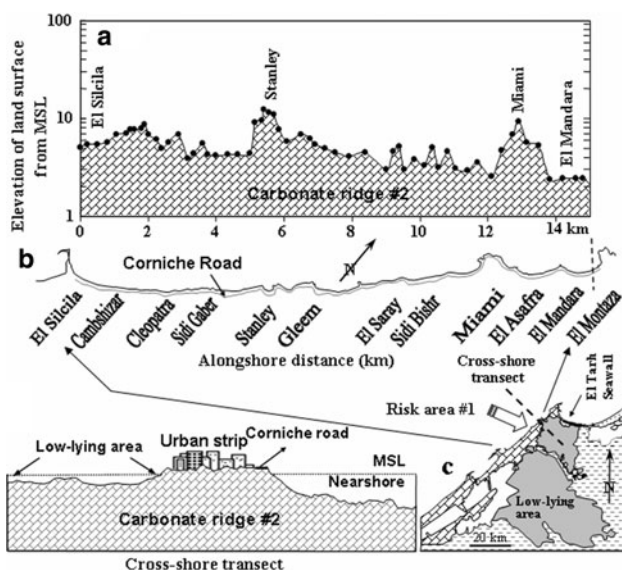 a
Elevation of land surface
from MSL
100
10
1
El Silcila
Stanley
Miami
El Mandara
Carbonate ridge #2
0 2 4 6 8 10 12 14 km
b
Corniche Road
N
El Silcila
Cambshizar
Cleopatra
Sidi Gaber
Stanley
Gleem
El Saray
Sidi Bishr
Miami
El Asafra
El Mandara
El Montaza
Alongshore distance (km)
Cross-shore
transect
El Tarh
Seawall
Risk area #1
c
N
Low-lying
area
20 km
Low-lying area
Urban strip
Corniche road
MSL
Nearshore
Carbonate ridge #2
Cross-shore transect